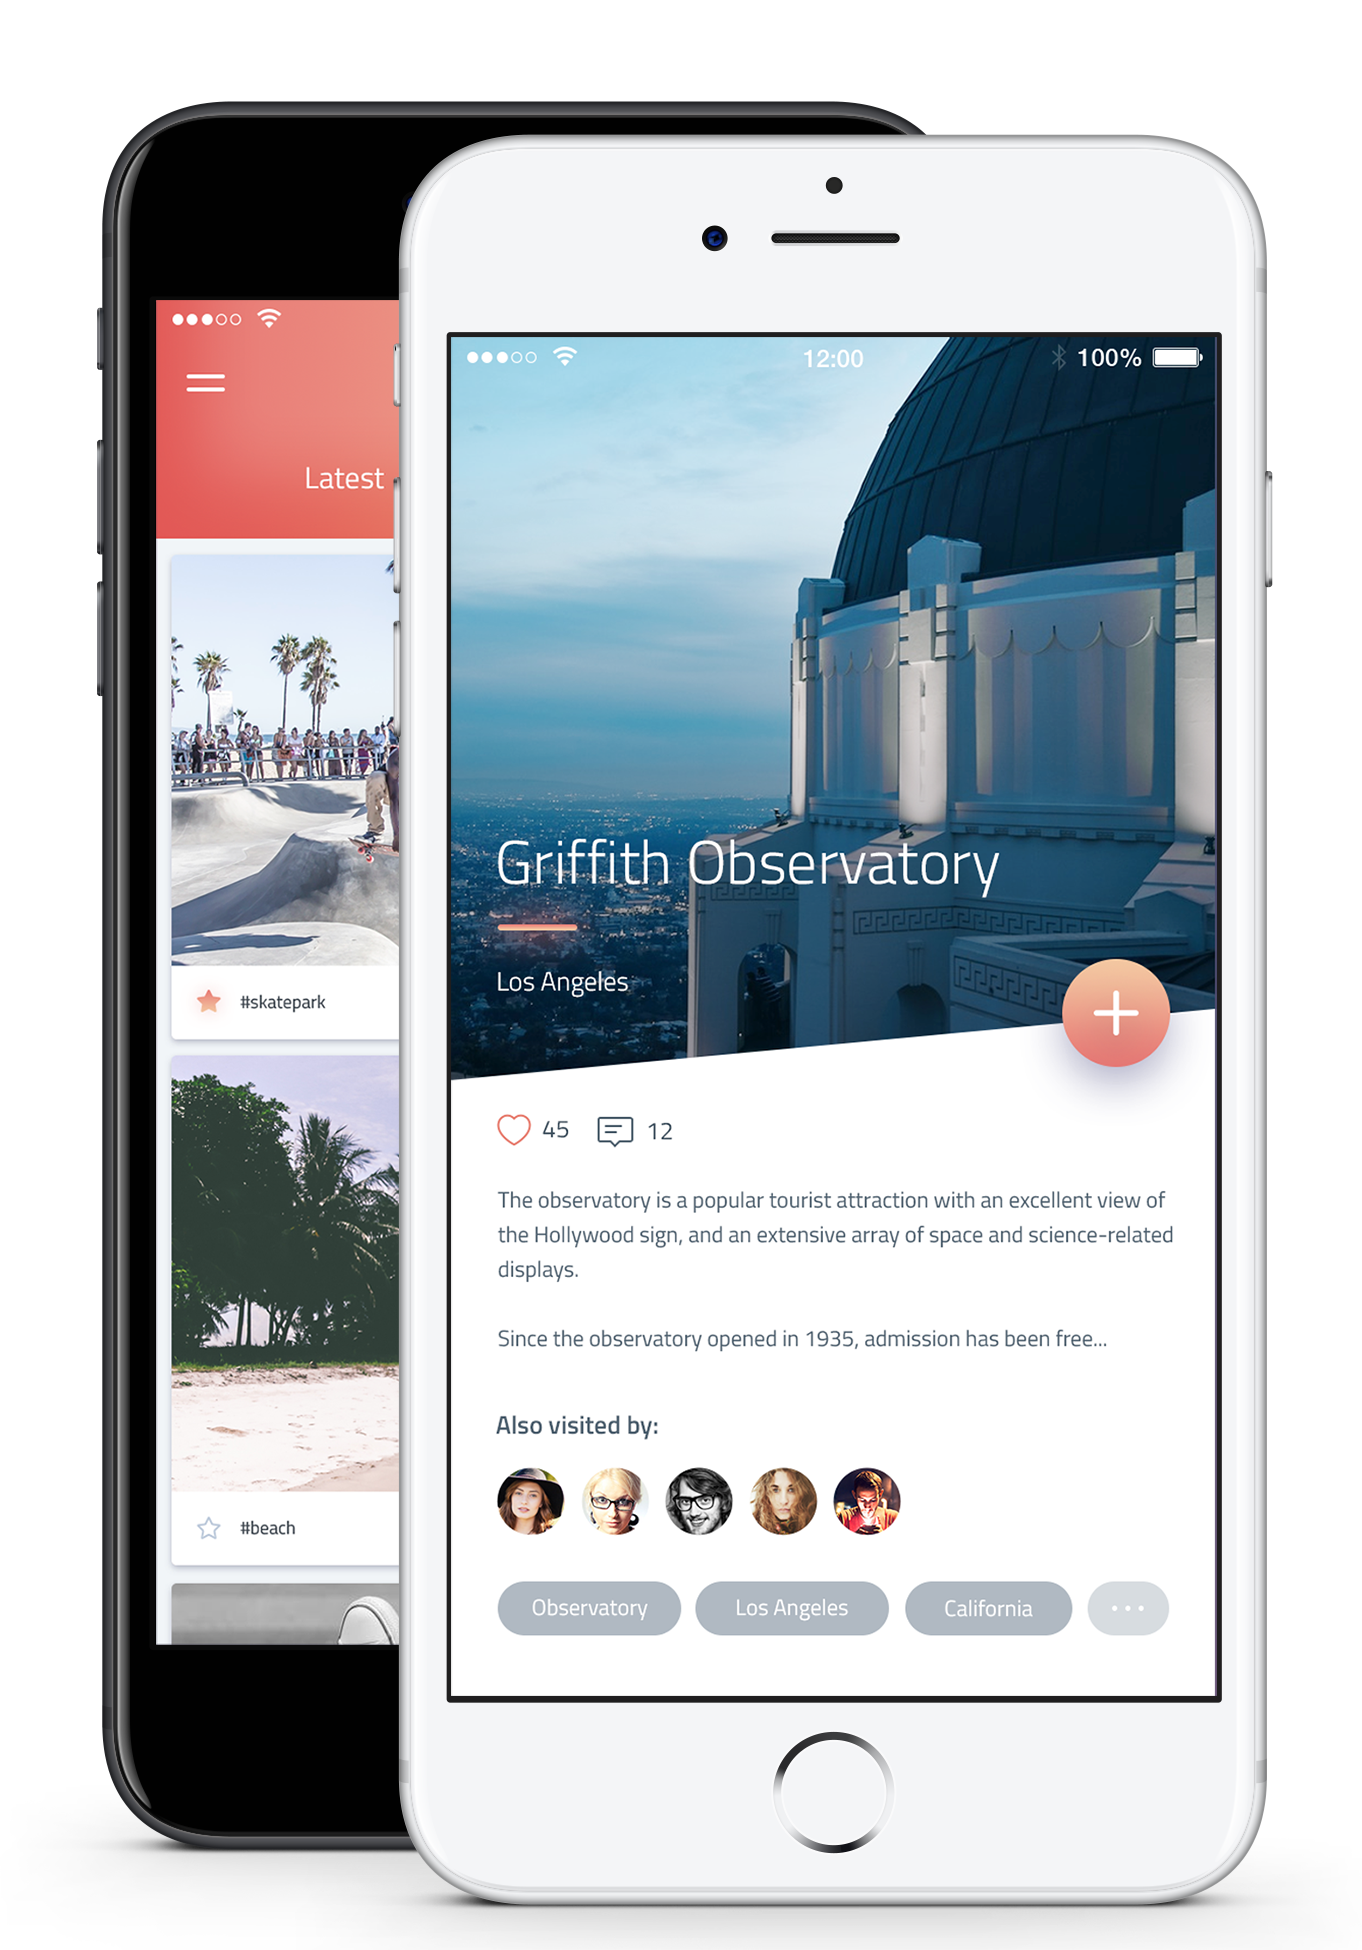 Latest
#skatepark
#beach
12:00
100%
Griffith Observatory
Los Angeles
45
12
The observatory is a popular tourist attraction with an excellent view of
the Hollywood sign, and an extensive array of space and science-related
displays.
Since the observatory opened in 1935, admission has been free...
Also visited by:
Observatory
Los Angeles
California